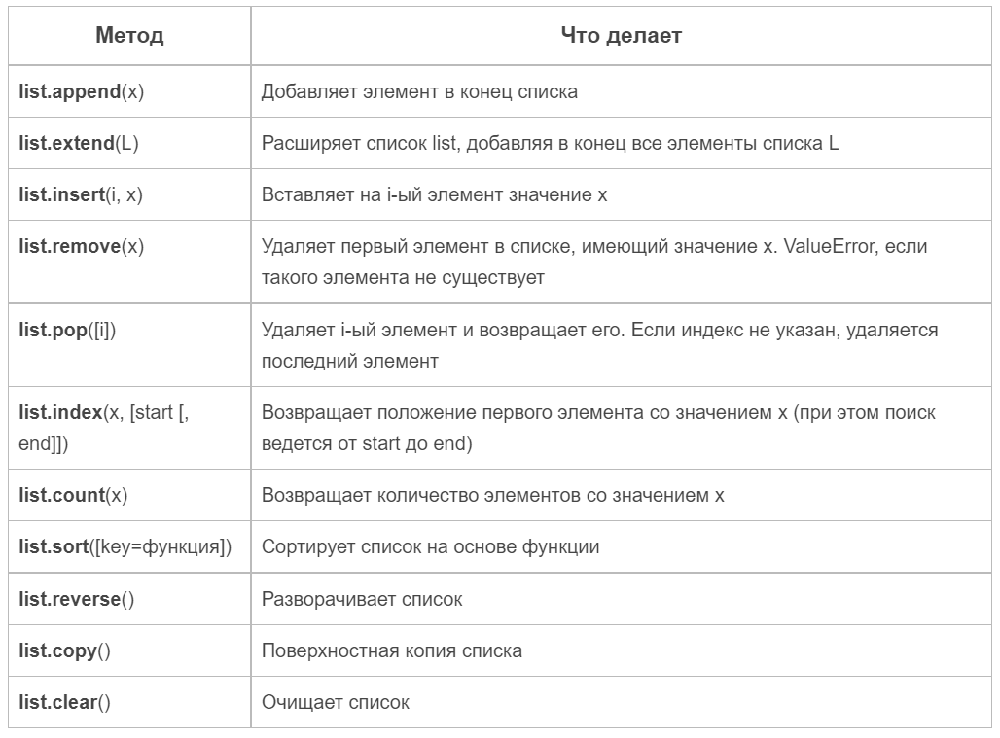 Метод
Что делает
list.append(x)
Добавляет элемент в конец списка
list.extend(L)
Расширяет список list, добавляя в конец все элементы списка L
list.insert(i, x)
Вставляет на i-ый элемент значение x
list.remove(x)
Удаляет первый элемент в списке, имеющий значение x. ValueError, если
такого элемента не существует
list.pop([i])
Удаляет i-ый элемент и возвращает его. Если индекс не указан, удаляется
последний элемент
list.index(x, [start [,
end]])
Возвращает положение первого элемента со значением x (при этом поиск
ведется от start до end)
list.count(x)
Возвращает количество элементов со значением x
list.sort([key=функция])
Сортирует список на основе функции
list.reverse()
Разворачивает список
list.copy()
Поверхностная копия списка
list.clear()
Очищает список